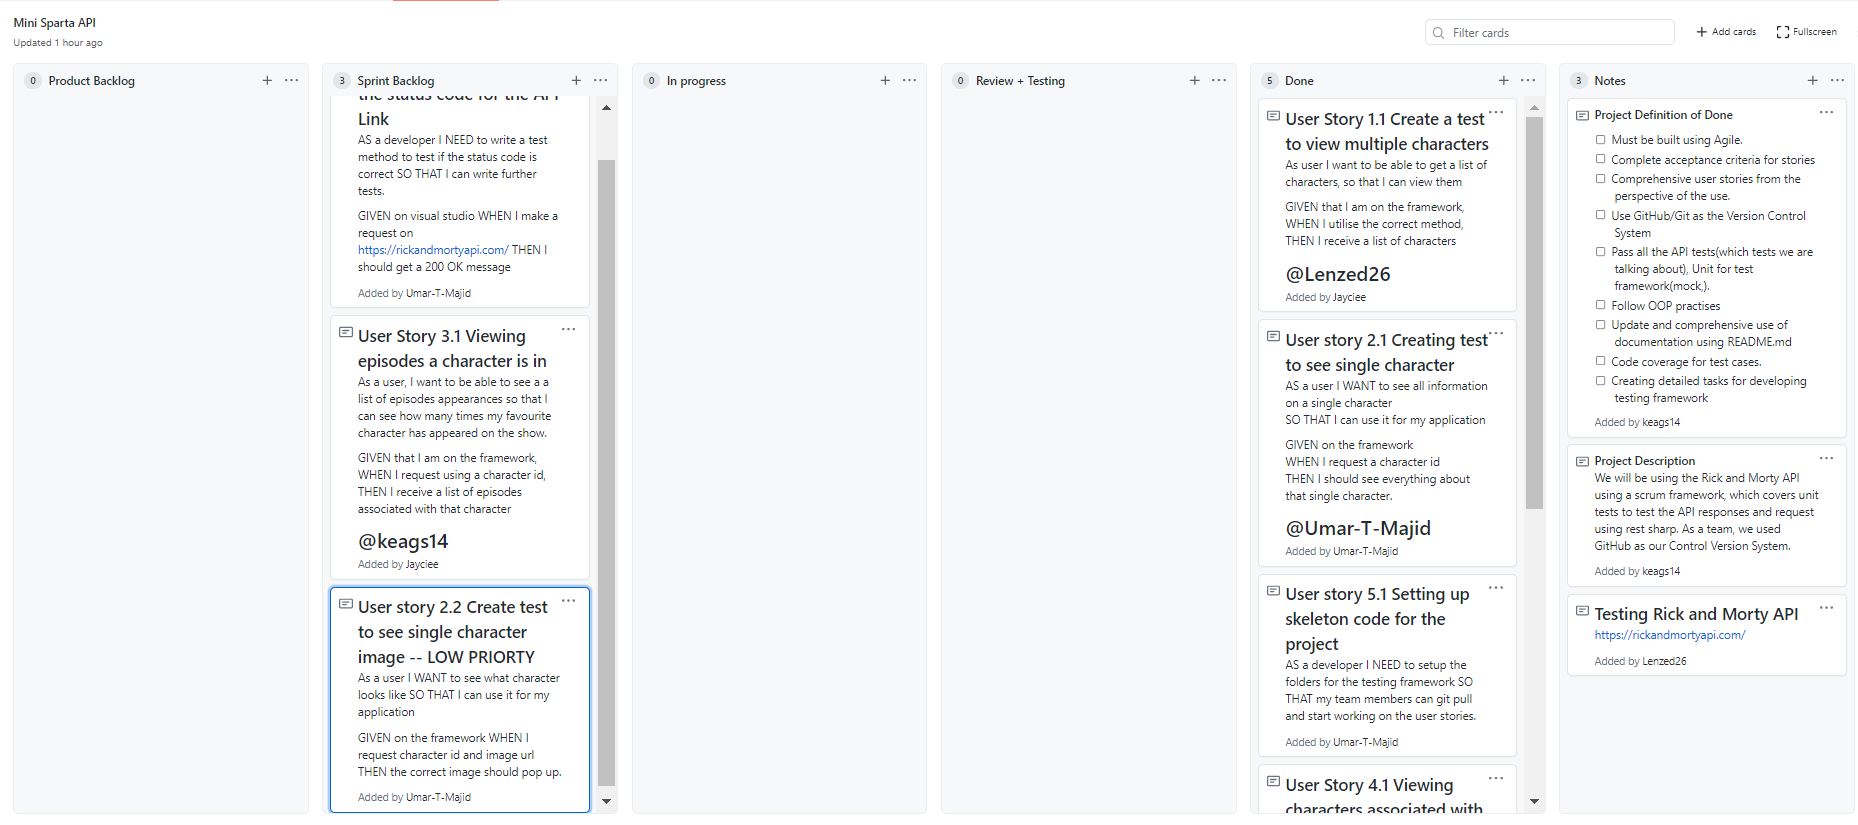 Mini Sparta API
Updated 1 hour ago
Filter cards
Add cards
Fullscreen
0 Product Backlog
3 Sprint Backlog
the status code for the API
Link
AS a developer I NEED to write a test
method to test if the status code is
correct SO THAT I can write further
tests.
GIVEN on visual studio WHEN I make a
request on
https://rickandmortyapi.com/ THEN I
should get a 200 OK message
Added by Umar-T-Majid
User Story 3.1 Viewing
episodes a character is in
As a user, I want to be able to see a a
list of episodes appearances so that I
can see how many times my favourite
character has appeared on the show.
GIVEN that I am on the framework,
WHEN I request using a character id,
THEN I receive a list of episodes
associated with that character
@keags14
Added by Jayciee
User story 2.2 Create test
to see single character
image -- LOW PRIORTY
As a user I WANT to see what character
looks like SO THAT I can use it for my
application
GIVEN on the framework WHEN I
request character id and image url
THEN the correct image should pop up.
Added by Umar-T-Majid
0 In progress
0 Review + Testing
5 Done
User Story 1.1 Create a test
to view multiple characters
As user I want to be able to get a list of
characters, so that I can view them
GIVEN that I am on the framework,
WHEN I utilise the correct method,
THEN I receive a list of characters
@Lenzed26
Added by Jayciee
User story 2.1 Creating test
to see single character
AS a user I WANT to see all information
on a single character
SO THAT I can use it for my application
GIVEN on the framework
WHEN I request a character id
THEN I should see everything about
that single character.
@Umar-T-Majid
Added by Umar-T-Majid
User story 5.1 Setting up
skeleton code for the
project
AS a developer I NEED to setup the
folders for the testing framework SO
THAT my team members can git pull
and start working on the user stories.
Added by Umar-T-Majid
User Story 4.1 Viewing
characters associated with
3 Notes
Project Definition of Done
Must be built using Agile.
Complete acceptance criteria for stories
Comprehensive user stories from the
perspective of the use.
Use GitHub/Git as the Version Control
System
Pass all the API tests(which tests we are
talking about), Unit for test
framework(mock,).
Follow OOP practises
Update and comprehensive use of
documentation using README.md
Code coverage for test cases.
Creating detailed tasks for developing
testing framework
Added by keags14
Project Description
We will be using the Rick and Morty API
using a scrum framework, which covers unit
tests to test the API responses and request
using rest sharp. As a team, we used
GitHub as our Control Version System.
Added by keags14
Testing Rick and Morty API
https://rickandmortyapi.com/
Added by Lenzed26